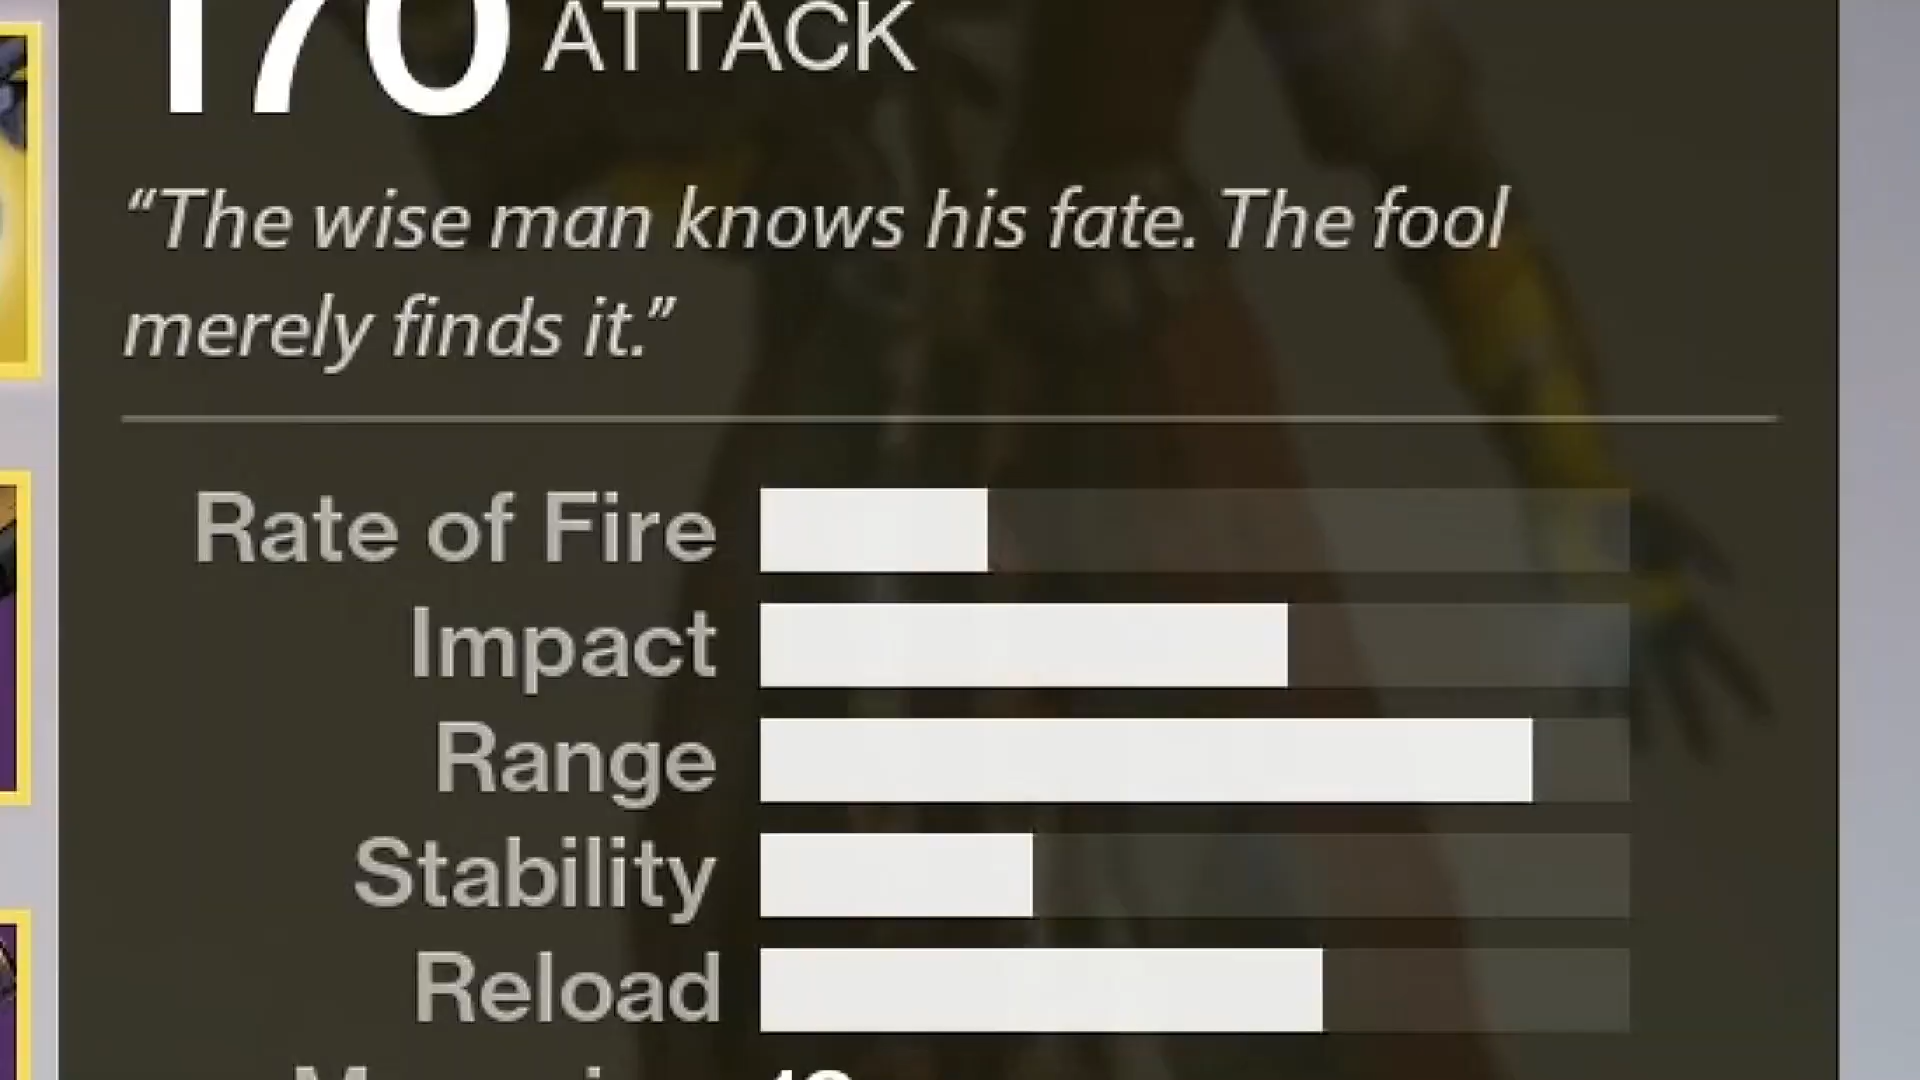 170 ATTACK
“The wise man knows his fate. The fool
merely finds it.”
Rate of Fire
Impact
Range
Stability
Reload